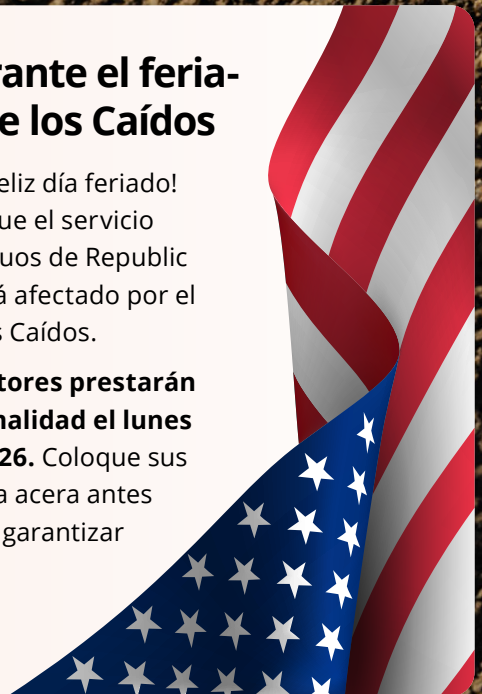 rante el feria-
e los Caídos
eliz día feriado!
ue el servicio
uos de Republic
á afectado por el
s Caídos.
tores prestarán
nalidad el lunes
26. Coloque sus
a acera antes
garantizar